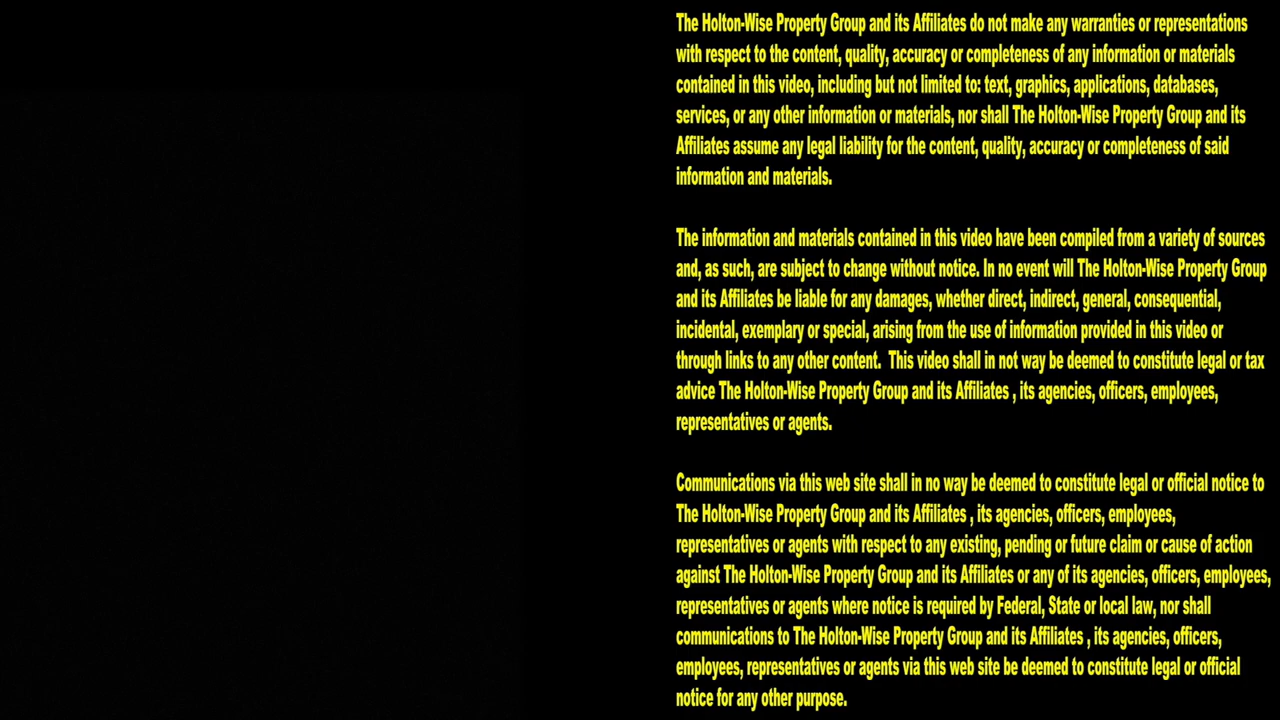 The Holton-Wise Property Group and its Affiliates do not make any warranties or representations
with respect to the content, quality, accuracy or completeness of any information or materials
contained in this video, including but not limited to: text, graphics, applications, databases,
services, or any other information or materials, nor shall The Holton-Wise Property Group and its
Affiliates assume any legal liability for the content, quality, accuracy or completeness of said
information and materials.
The information and materials contained in this video have been compiled from a variety of sources
and, as such, are subject to change without notice. In no event will The Holton-Wise Property Group
and its Affiliates be liable for any damages, whether direct, indirect, general, consequential,
incidental, exemplary or special, arising from the use of information provided in this video or
through links to any other content.  This video shall in not way be deemed to constitute legal or tax
advice The Holton-Wise Property Group and its Affiliates , its agencies, officers, employees,
representatives or agents.
Communications via this web site shall in no way be deemed to constitute legal or official notice to
The Holton-Wise Property Group and its Affiliates , its agencies, officers, employees,
representatives or agents with respect to any existing, pending or future claim or cause of action
against The Holton-Wise Property Group and its Affiliates or any of its agencies, officers, employees,
representatives or agents where notice is required by Federal, State or local law, nor shall
communications to The Holton-Wise Property Group and its Affiliates , its agencies, officers,
employees, representatives or agents via this web site be deemed to constitute legal or official
notice for any other purpose.